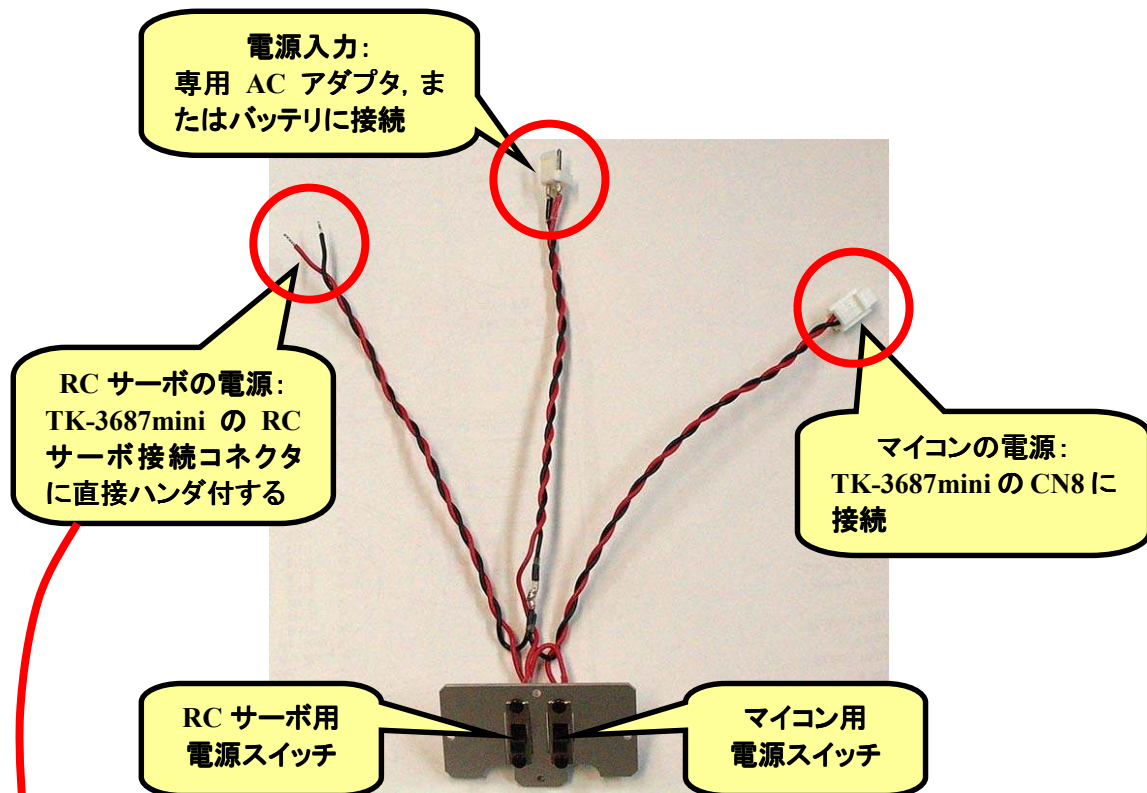 電源入力:
専用 AC アダプタ, ま
たはバッテリに接続
RC サーボの電源:
TK-3687mini の RC
サーボ接続コネクタ
に直接ハンダ付する
マイコンの電源:
TK-3687mini の CN8 に
接続
RC サーボ用
電源スイッチ
マイコン用
電源スイッチ